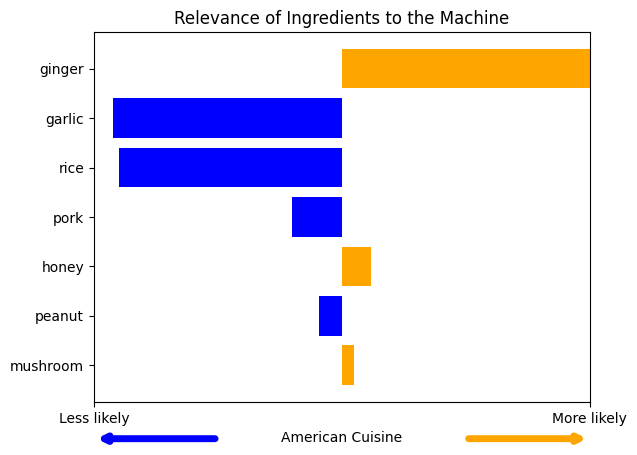 Relevance of Ingredients to the Machine
ginger
garlic
rice
pork
honey
peanut
mushroom
Less likely
More likely
American Cuisine